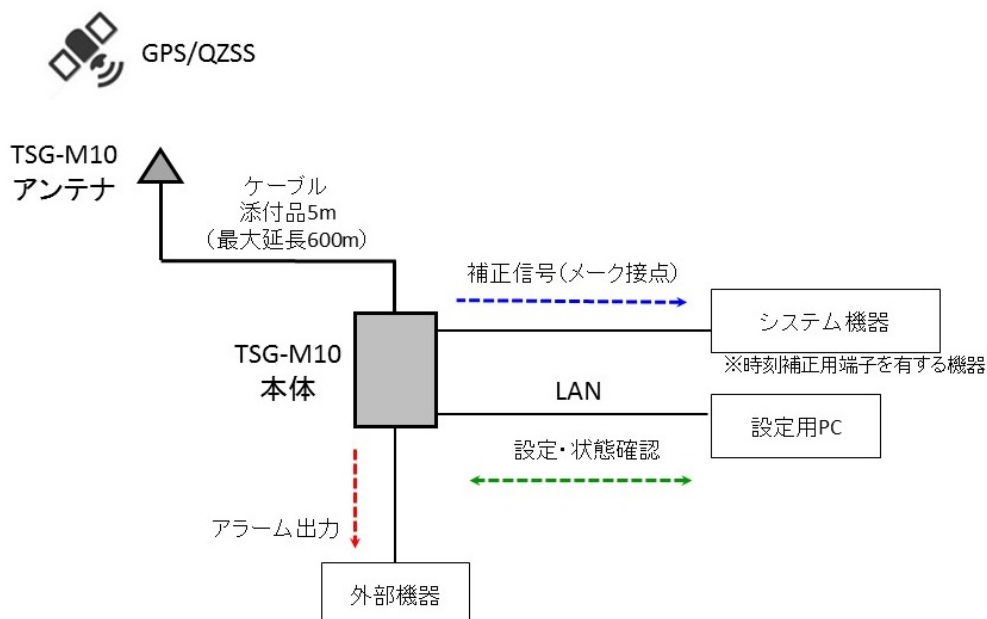 GPS/QZSS
TSG-M10
アンテナ
ケーブル
添付品5m
（最大延長600m）
補正信号（メーク接点）
システム機器
※時刻補正用端子を有する機器
TSG-M10
本体
LAN
設定用PC
設定・状態確認
アラーム出力
外部機器